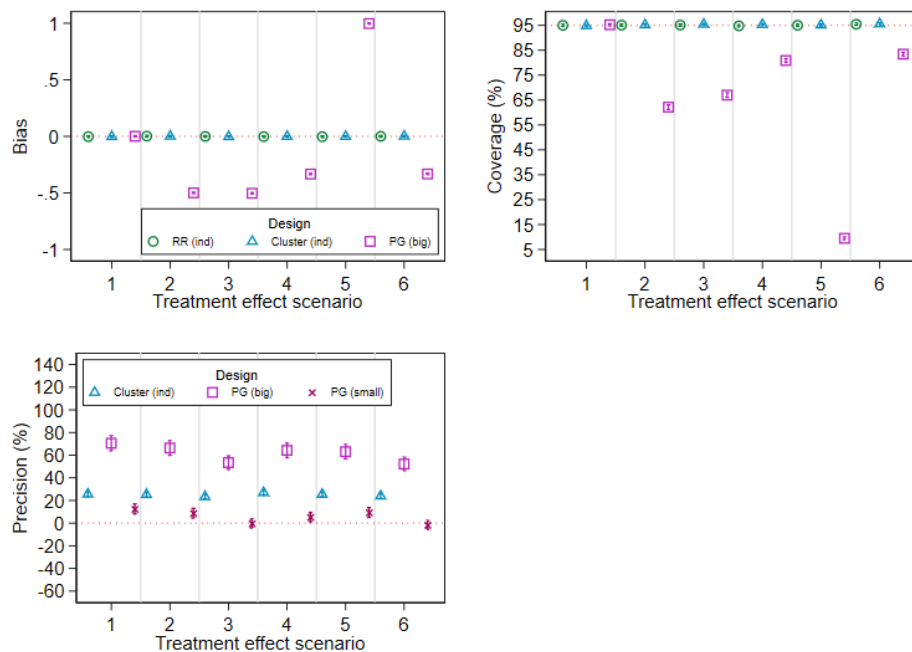 1
.5
0
-.5
-1
Bias
Design
RR (ind) Cluster (ind) PG (big)
1 2 3 4 5 6
Treatment effect scenario
95
85
75
65
55
45
35
25
15
5
Coverage (%)
1 2 3 4 5 6
Treatment effect scenario
140
120
100
80
60
40
20
0
-20
-40
-60
Precision (%)
Design
Cluster (ind) PG (big) PG (small)
1 2 3 4 5 6
Treatment effect scenario